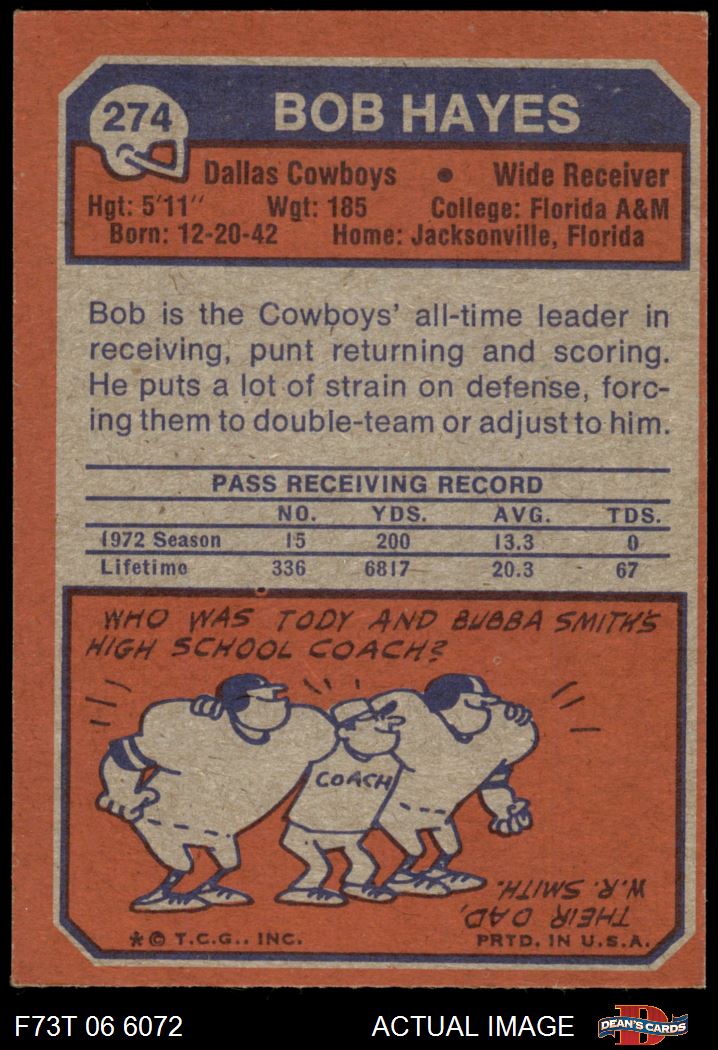 274
BOB HAYES
Dallas Cowboys • Wide Receiver
Hgt: 5'11" Wgt: 185 College: Florida A&M
Born: 12-20-42 Home: Jacksonville, Florida
Bob is the Cowboys' all-time leader in
receiving, punt returning and scoring.
He puts a lot of strain on defense, forc-
ing them to double-team or adjust to him.
PASS RECEIVING RECORD
NO. YDS. AVG. TDS.
1972 Season 15 200 13.3 0
Lifetime 336 6817 20.3 67
WHO WAS TODY AND BUBBA SMITH'S
HIGH SCHOOL COACH?
COACH
THEIR DAD,
W.R. SMITH.
* © T.C.G., INC. PRTD. IN U.S.A.
F73T 06 6072 ACTUAL IMAGE D DEAN'S CARDS